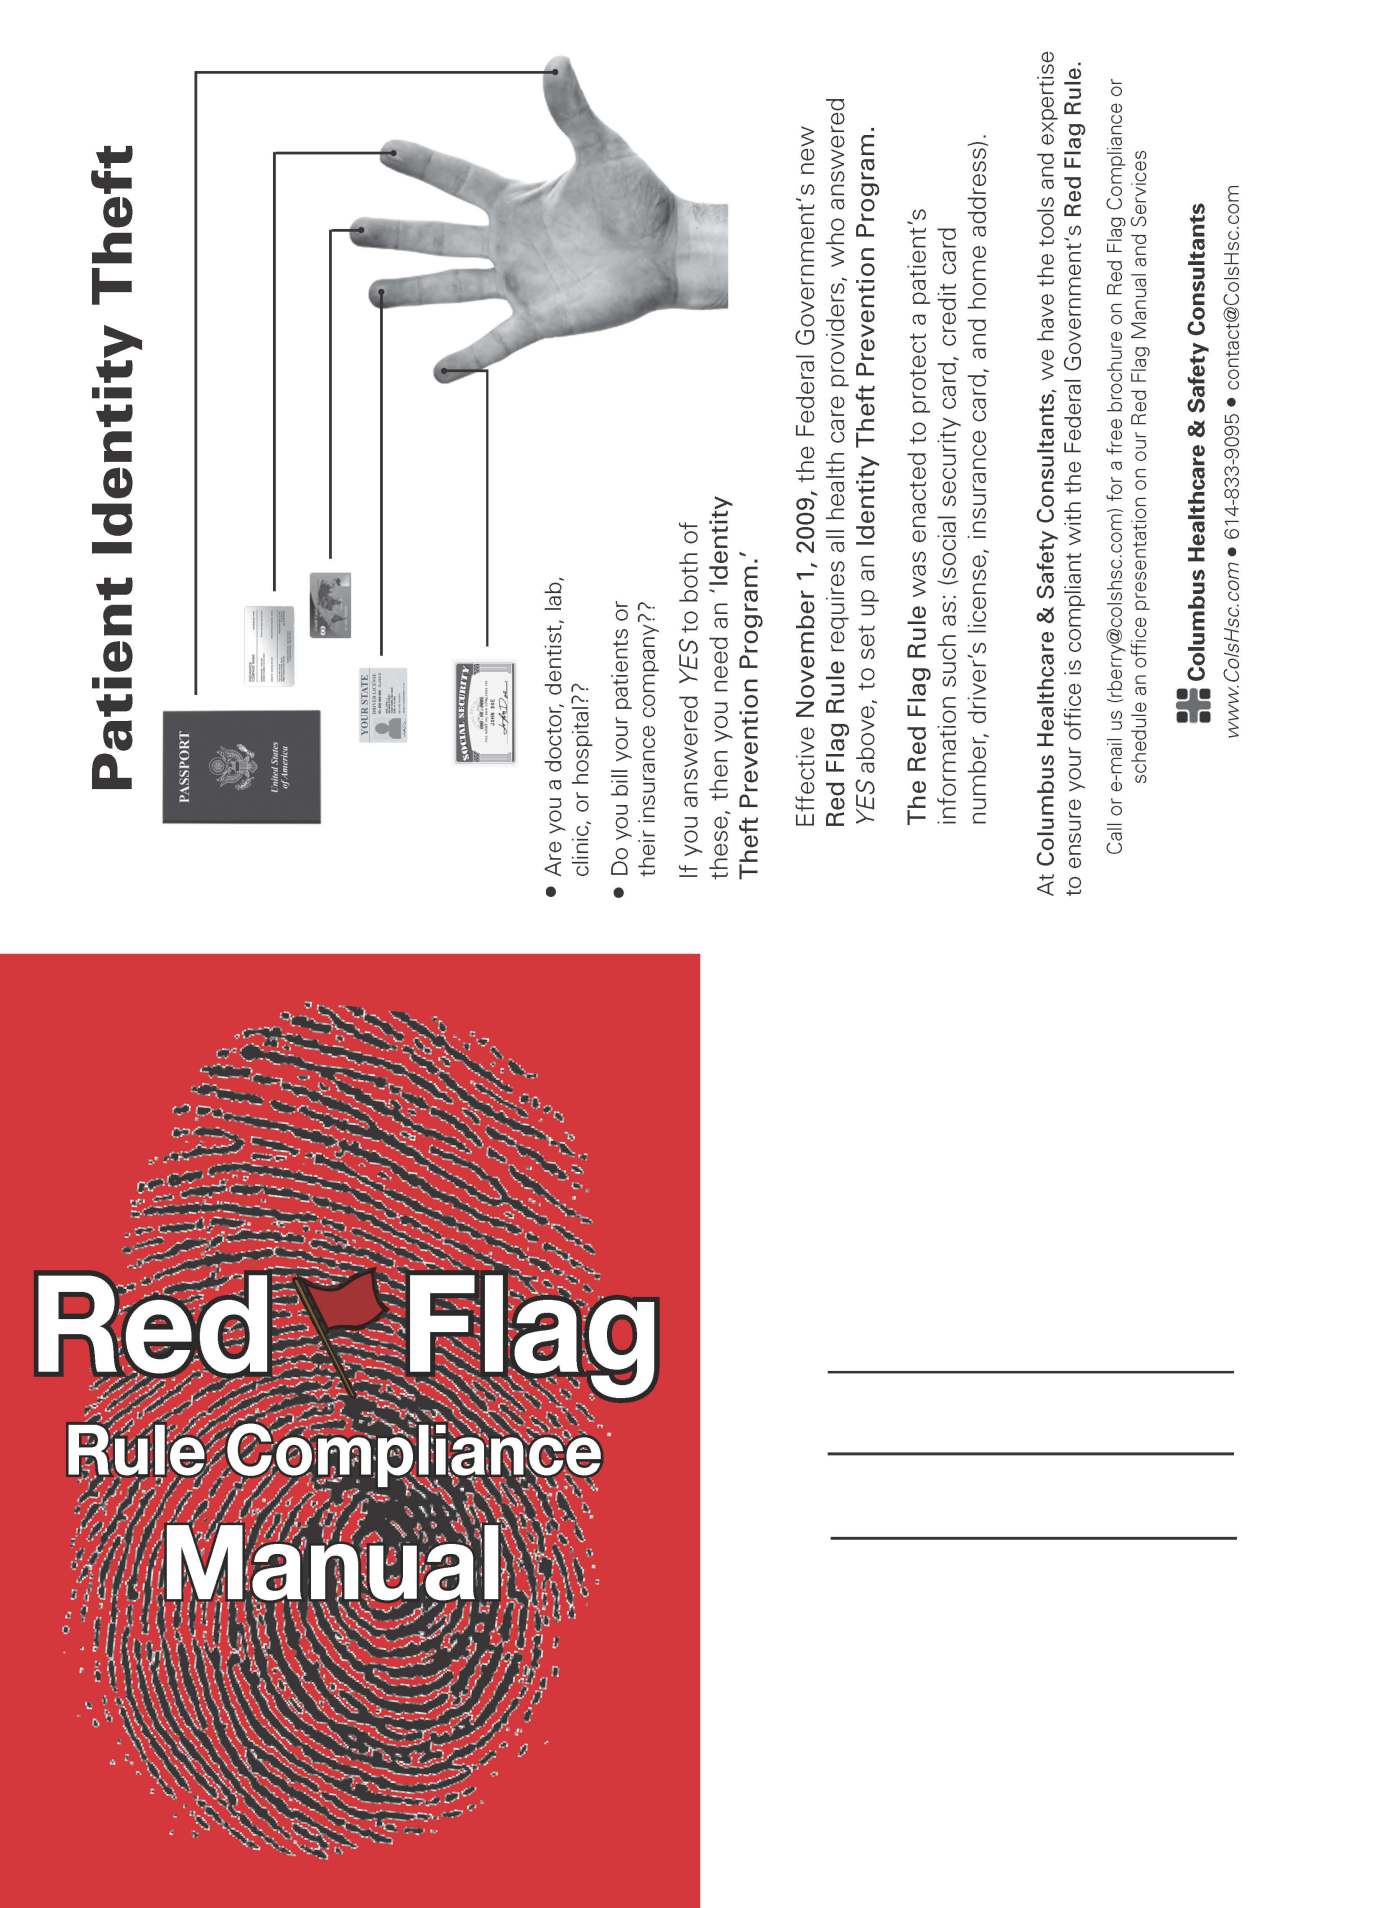 Patient Identity Theft
PASSPORT
United States
of America
YOUR STATE
DRIVER LICENSE
SOCIAL SECURITY
JOHN DOE
• Are you a doctor, dentist, lab,
clinic, or hospital??
• Do you bill your patients or
their insurance company??
If you answered YES to both of
these, then you need an ‘Identity
Theft Prevention Program.’
Effective November 1, 2009, the Federal Government's new
Red Flag Rule requires all health care providers, who answered
YES above, to set up an Identity Theft Prevention Program.
The Red Flag Rule was enacted to protect a patient's
information such as: (social security card, credit card
number, driver's license, insurance card, and home address).
At Columbus Healthcare & Safety Consultants, we have the tools and expertise
to ensure your office is compliant with the Federal Government's Red Flag Rule.
Call or e-mail us (rberry@colshsc.com) for a free brochure on Red Flag Compliance or
schedule an office presentation on our Red Flag Manual and Services
Columbus Healthcare & Safety Consultants
www.ColsHsc.com • 614-833-9095 • contact@ColsHsc.com
Red Flag
Rule Compliance
Manual